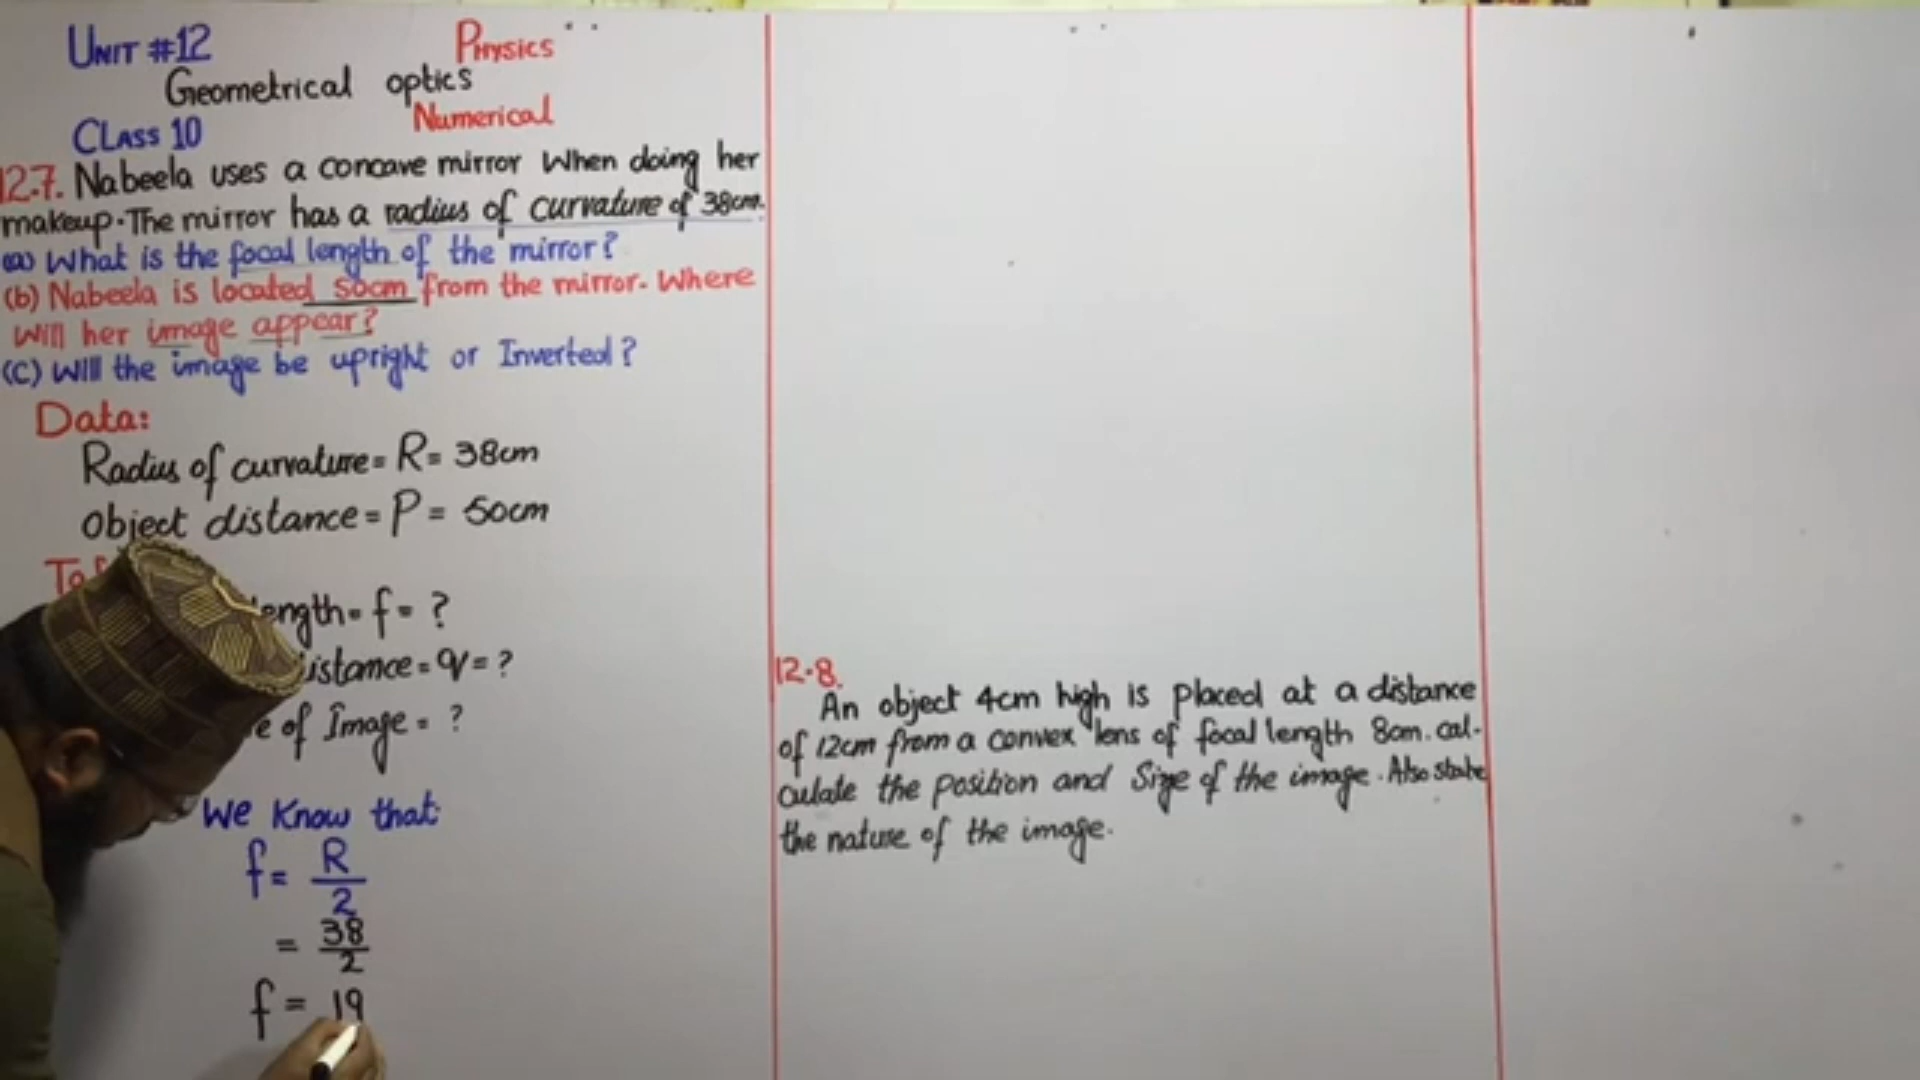 UNIT #12 Physics
Geometrical optics
Numerical
CLASS 10
12.7. Nabeela uses a concave mirror When doing her
makeup. The mirror has a radius of curvature of 38cm.
(a) What is the focal length of the mirror?
(b) Nabeela is located 50cm from the mirror. Where
Will her image appear?
(C) Will the image be upright or Inverted?
Data:
Radius of curvature = R = 38cm
object distance = P = 50cm
ength = f = ?
istance = q = ?
e of Image = ?
We Know that:
f = R/2
= 38/2
f = 19
12.8.
An object 4cm high is placed at a distance
of 12cm from a convex lens of focal length 8cm. cal-
culate the position and Size of the image. Also state
the nature of the image.